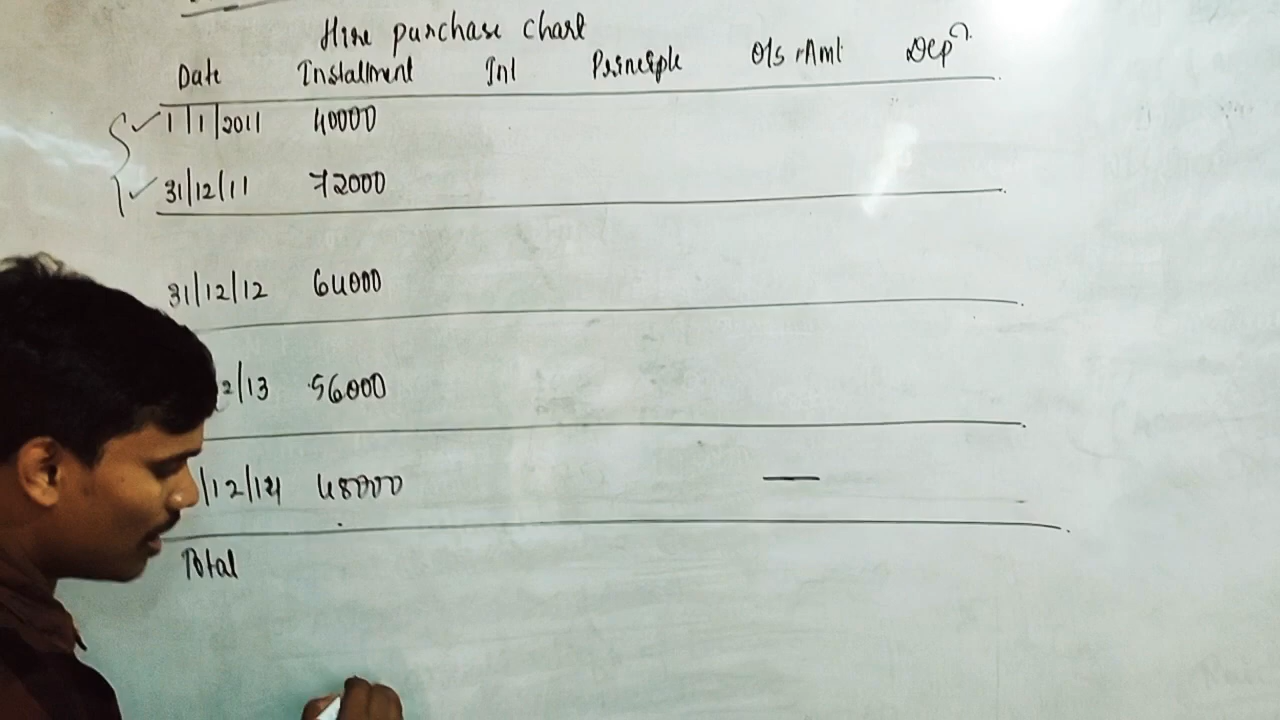 Hire purchase chart
Date Installment Int Principle O/s Amt Dep?
1/1/2011 40000
31/12/11 72000
31/12/12 64000
2/13 56000
/12/14 48000 —
Total